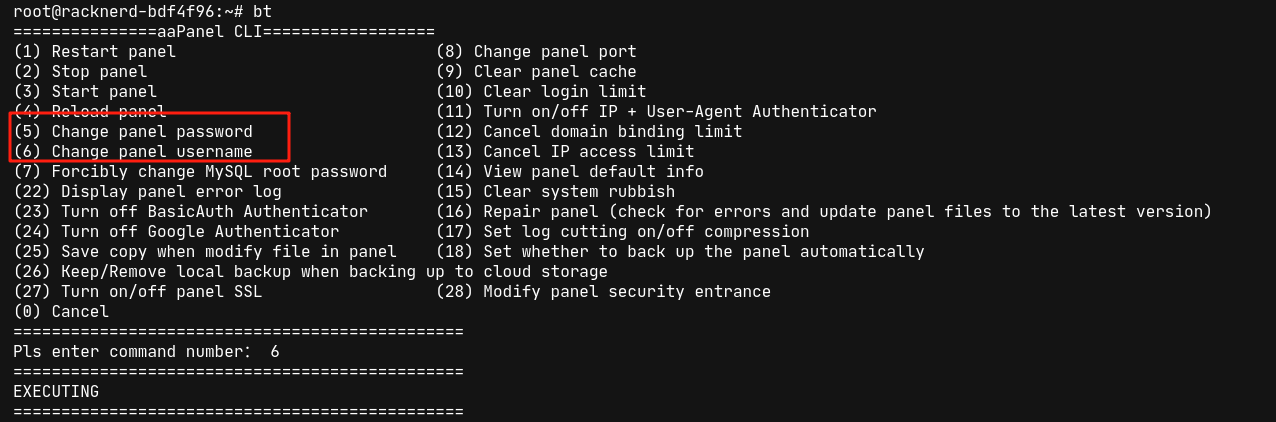 root@racknerd-bdf4f96:~# bt
===============aaPanel CLI==================
(1) Restart panel                           (8) Change panel port
(2) Stop panel                              (9) Clear panel cache
(3) Start panel                             (10) Clear login limit
(4) Reload panel                            (11) Turn on/off IP + User-Agent Authenticator
(5) Change panel password                   (12) Cancel domain binding limit
(6) Change panel username                   (13) Cancel IP access limit
(7) Forcibly change MySQL root password     (14) View panel default info
(22) Display panel error log                (15) Clear system rubbish
(23) Turn off BasicAuth Authenticator       (16) Repair panel (check for errors and update panel files to the latest version)
(24) Turn off Google Authenticator          (17) Set log cutting on/off compression
(25) Save copy when modify file in panel    (18) Set whether to back up the panel automatically
(26) Keep/Remove local backup when backing up to cloud storage
(27) Turn on/off panel SSL                  (28) Modify panel security entrance
(0) Cancel
===============================================
Pls enter command number： 6
===============================================
EXECUTING
===============================================